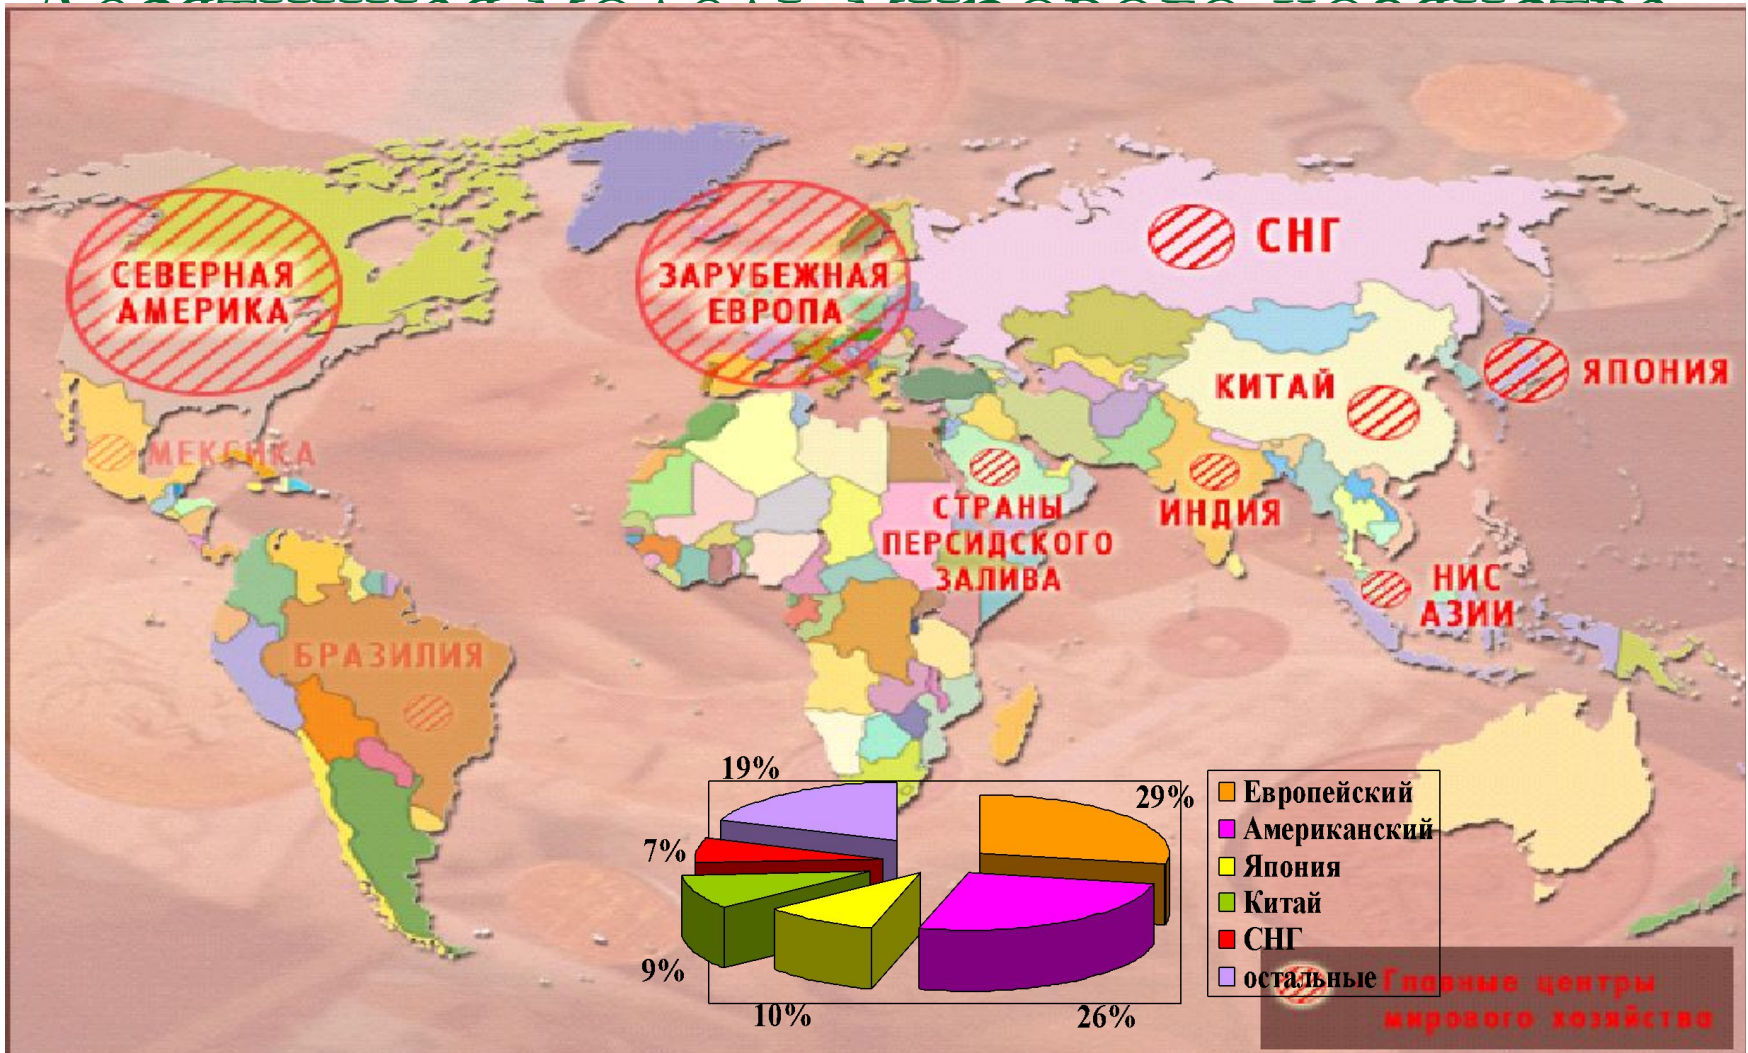 СЕВЕРНАЯ
АМЕРИКА
ЗАРУБЕЖНАЯ
ЕВРОПА
СНГ
ЯПОНИЯ
КИТАЙ
МЕКСИКА
СТРАНЫ
ПЕРСИДСКОГО
ЗАЛИВА
ИНДИЯ
НИС
АЗИИ
БРАЗИЛИЯ
19%
29%
7%
9%
10%
26%
Европейский
Американский
Япония
Китай
СНГ
остальные
Главные центры
мирового хозяйства